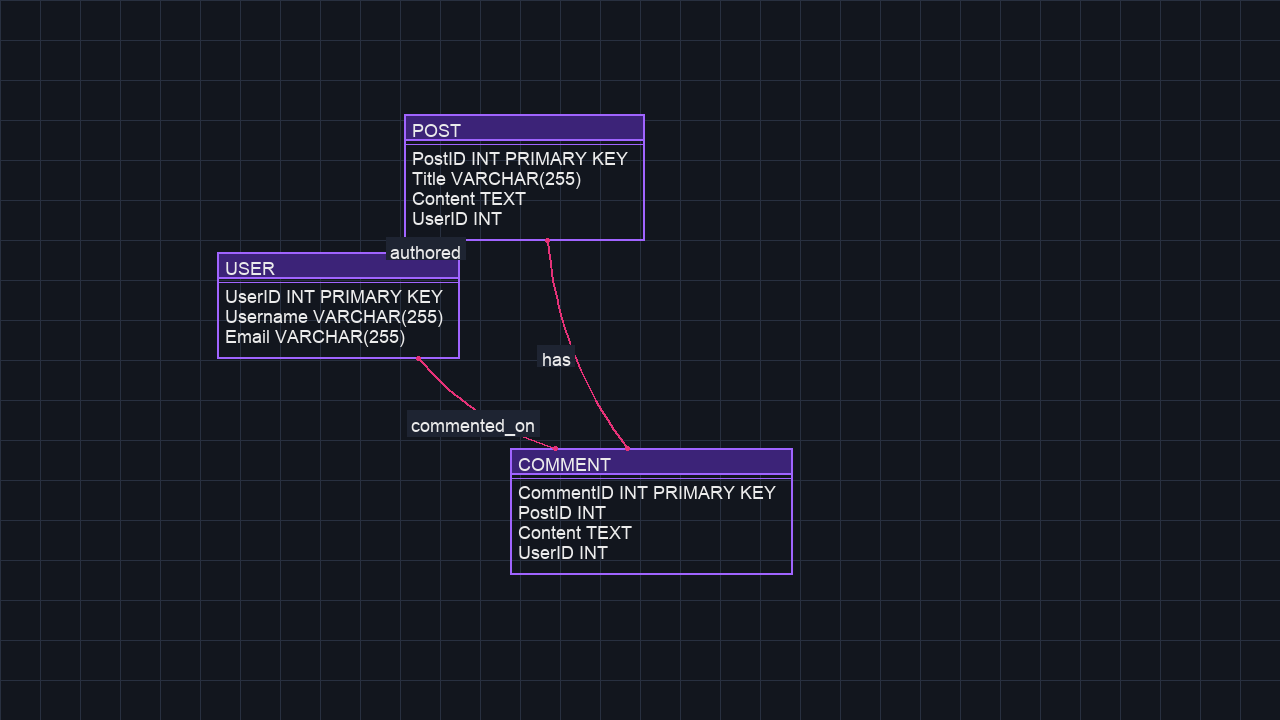 POST
PostID INT PRIMARY KEY
Title VARCHAR(255)
Content TEXT
UserID INT
authored
USER
UserID INT PRIMARY KEY
Username VARCHAR(255)
Email VARCHAR(255)
has
commented_on
COMMENT
CommentID INT PRIMARY KEY
PostID INT
Content TEXT
UserID INT